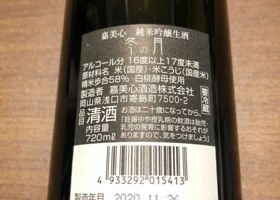 嘉美心 純米吟醸生酒
冬の月
アルコール分 16度以上17度未満
原材料名 米(国産)・米こうじ(国産米)
精米歩合58% 白桃酵母使用
製造者 嘉美心酒造株式会社
岡山県浅口市寄島町7500-2
要冷蔵
品目 清酒
内容量 720ml
お酒は二十歳になってから。
「妊娠中や授乳期の飲酒は胎児・
乳児の発育に影響するおそれがあり
ますので、気をつけましょう」
4 933292 015413
製造年月 2020.11.26